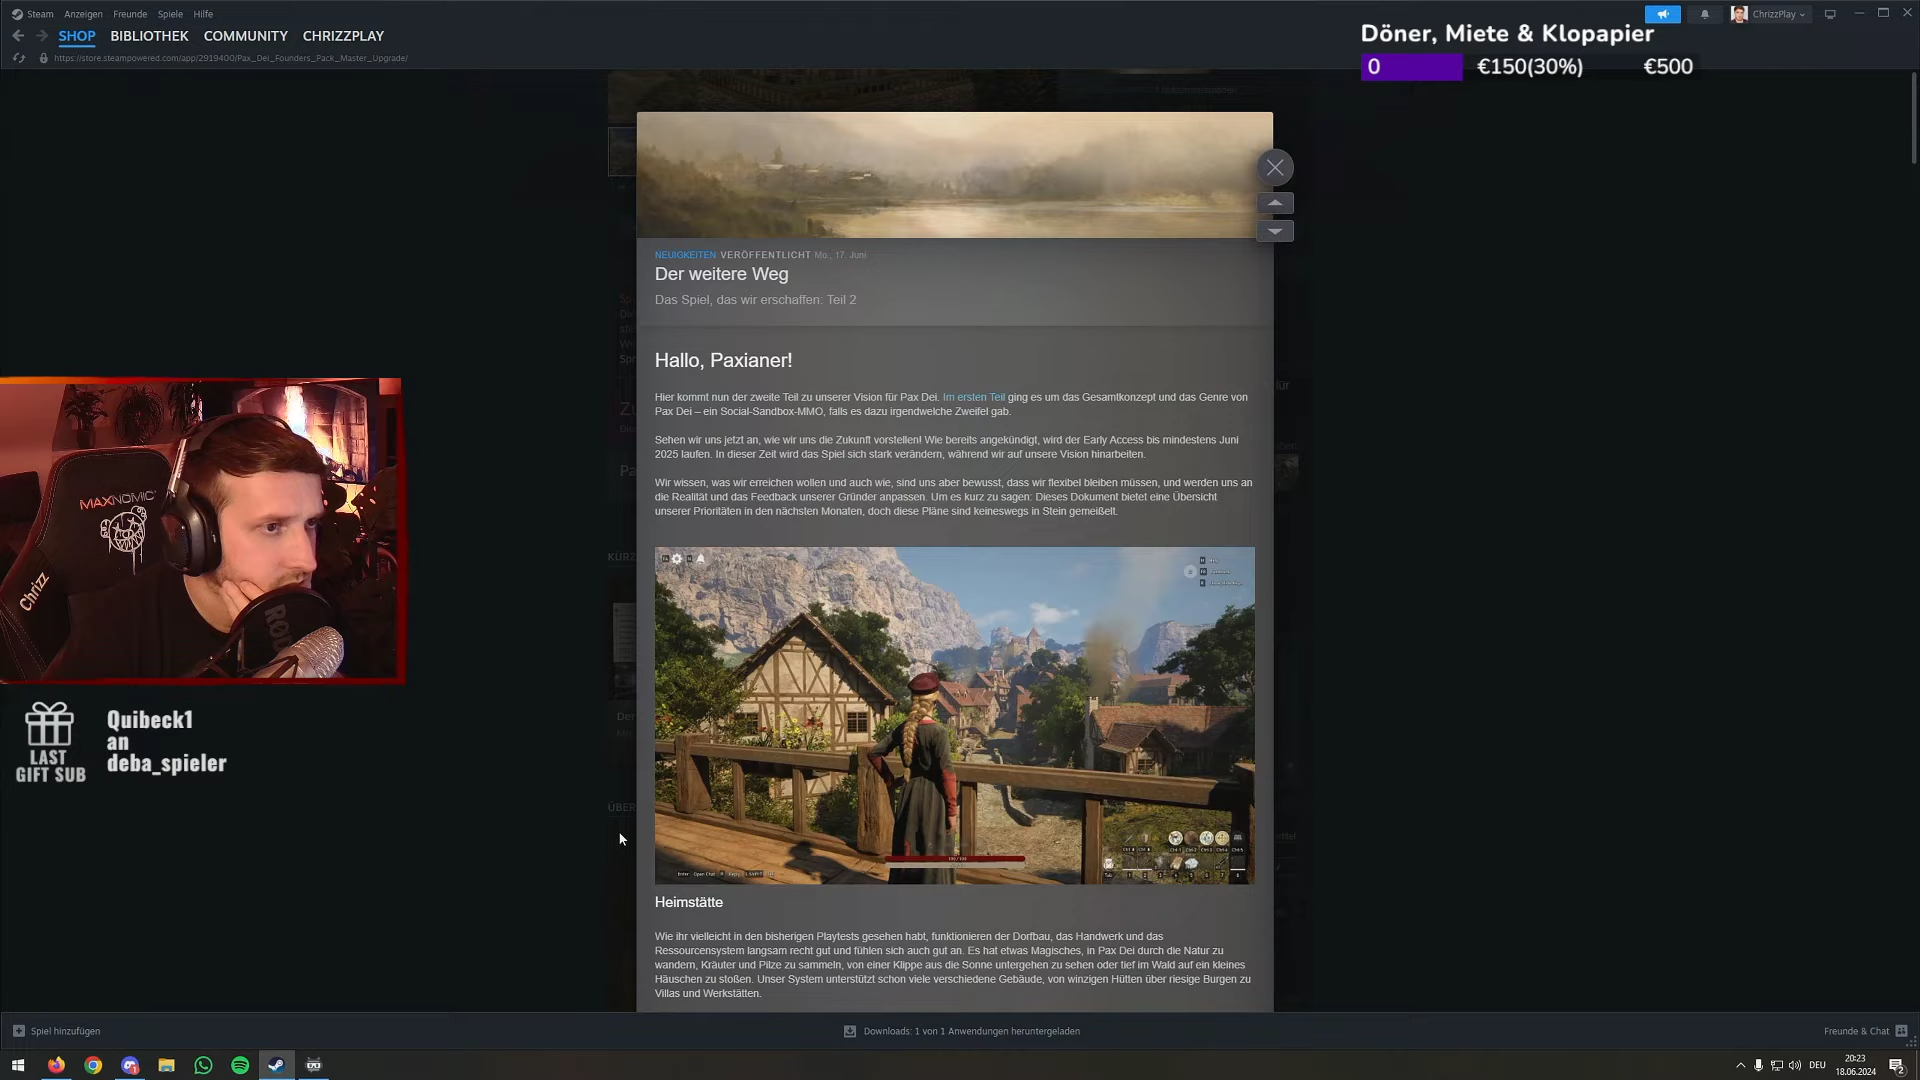 Steam Anzeigen Freunde Spiele Hilfe
ChrizzPlay
SHOP BIBLIOTHEK COMMUNITY CHRIZZPLAY
https://store.steampowered.com/app/2919400/Pax_Dei_Founders_Pack_Master_Upgrade/
Döner, Miete & Klopapier
0 €150(30%) €500
NEUIGKEITEN VERÖFFENTLICHT Mo., 17. Juni
Der weitere Weg
Das Spiel, das wir erschaffen: Teil 2
Hallo, Paxianer!
Hier kommt nun der zweite Teil zu unserer Vision für Pax Dei. Im ersten Teil ging es um das Gesamtkonzept und das Genre von
Pax Dei – ein Social-Sandbox-MMO, falls es dazu irgendwelche Zweifel gab.
Sehen wir uns jetzt an, wie wir uns die Zukunft vorstellen! Wie bereits angekündigt, wird der Early Access bis mindestens Juni
2025 laufen. In dieser Zeit wird das Spiel sich stark verändern, während wir auf unsere Vision hinarbeiten.
Wir wissen, was wir erreichen wollen und auch wie, sind uns aber bewusst, dass wir flexibel bleiben müssen, und werden uns an
die Realität und das Feedback unserer Gründer anpassen. Um es kurz zu sagen: Dieses Dokument bietet eine Übersicht
unserer Prioritäten in den nächsten Monaten, doch diese Pläne sind keineswegs in Stein gemeißelt.
MAXNOMIC
Chrizz
KURZ
LAST
GIFT SUB
Quibeck1
an
deba_spieler
ÜBER
Heimstätte
Wie ihr vielleicht in den bisherigen Playtests gesehen habt, funktionieren der Dorfbau, das Handwerk und das
Ressourcensystem langsam recht gut und fühlen sich auch gut an. Es hat etwas Magisches, in Pax Dei durch die Natur zu
wandern, Kräuter und Pilze zu sammeln, von einer Klippe aus die Sonne untergehen zu sehen oder tief im Wald auf ein kleines
Häuschen zu stoßen. Unser System unterstützt schon viele verschiedene Gebäude, von winzigen Hütten über riesige Burgen zu
Villas und Werkstätten.
Spiel hinzufügen
Downloads: 1 von 1 Anwendungen heruntergeladen
Freunde & Chat
DEU
20:23
18.06.2024